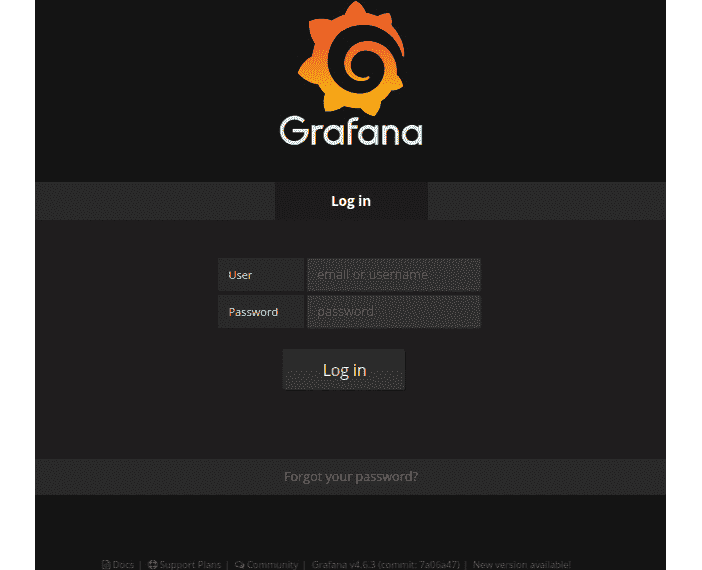 Grafana
Log in
User
email or username
Password
password
Log in
Forgot your password?
Docs | Support Plans | Community | Grafana v4.6.3 (commit: 7a06a47) | New version available!